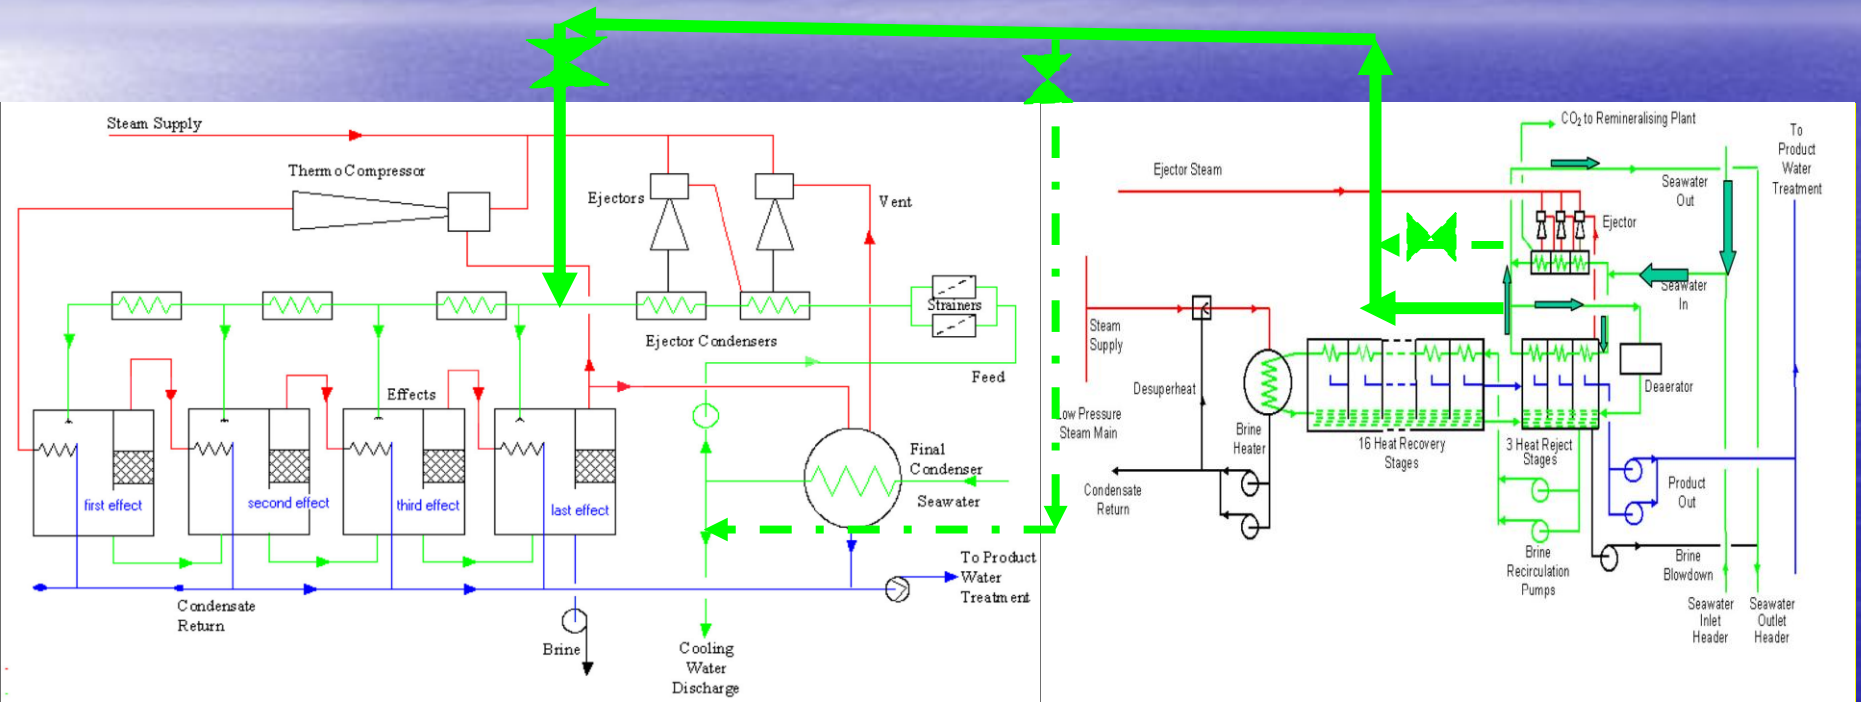 Steam Supply
Thermo Compressor
Ejectors
Vent
Strainers
Ejector Condensers
Feed
Effects
Final
Condenser
Seawater
first effect
second effect
third effect
last effect
To Product
Water
Treatment
Condensate
Return
Brine
Cooling
Water
Discharge
CO₂ to Remineralising Plant
To
Product
Water
Treatment
Ejector Steam
Seawater
Out
Ejector
Seawater
In
Steam
Supply
Desuperheat
Deaerator
Low Pressure
Steam Main
Brine
Heater
16 Heat Recovery
Stages
3 Heat Reject
Stages
Condensate
Return
Product
Out
Brine
Recirculation
Pumps
Brine
Blowdown
Seawater
Inlet
Header
Seawater
Outlet
Header